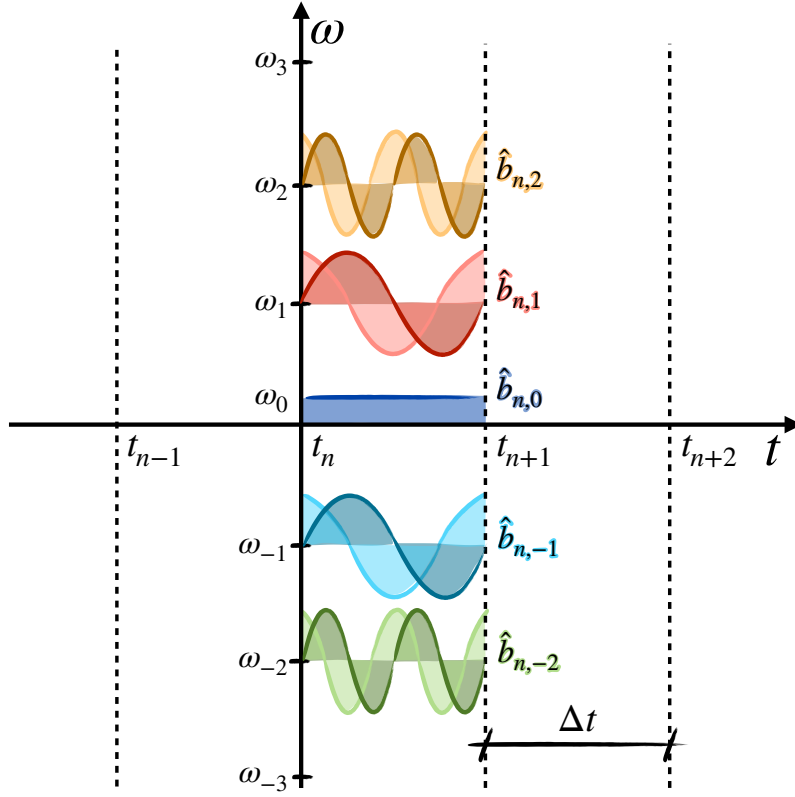 ω
ω₃
b̂ₙ,₂
ω₂
b̂ₙ,₁
ω₁
b̂ₙ,₀
ω₀
tₙ₋₁ tₙ tₙ₊₁ tₙ₊₂ t
b̂ₙ,₋₁
ω₋₁
b̂ₙ,₋₂
ω₋₂
Δt
ω₋₃